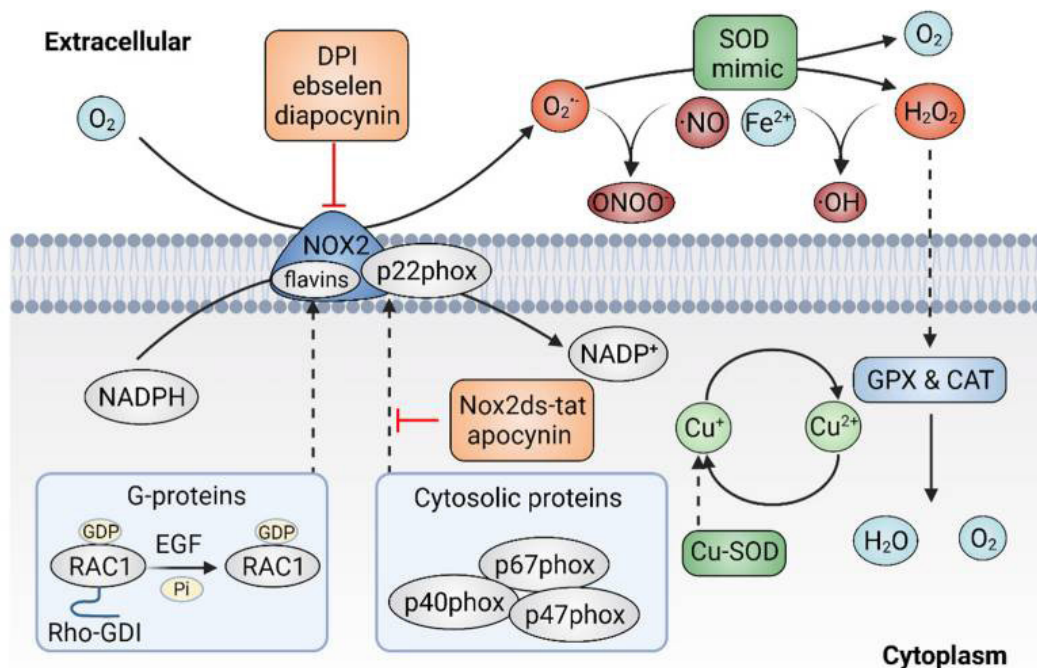 Extracellular
DPI
ebselen
diapocynin
SOD
mimic
O₂
O₂
O₂•-
·NO
Fe²⁺
H₂O₂
ONOO⁻
·OH
NOX2
flavins
p22phox
NADPH
NADP⁺
GPX & CAT
Nox2ds-tat
apocynin
Cu⁺
Cu²⁺
G-proteins
GDP
EGF
GDP
RAC1
RAC1
Pi
Rho-GDI
Cytosolic proteins
p67phox
p40phox
p47phox
Cu-SOD
H₂O
O₂
Cytoplasm